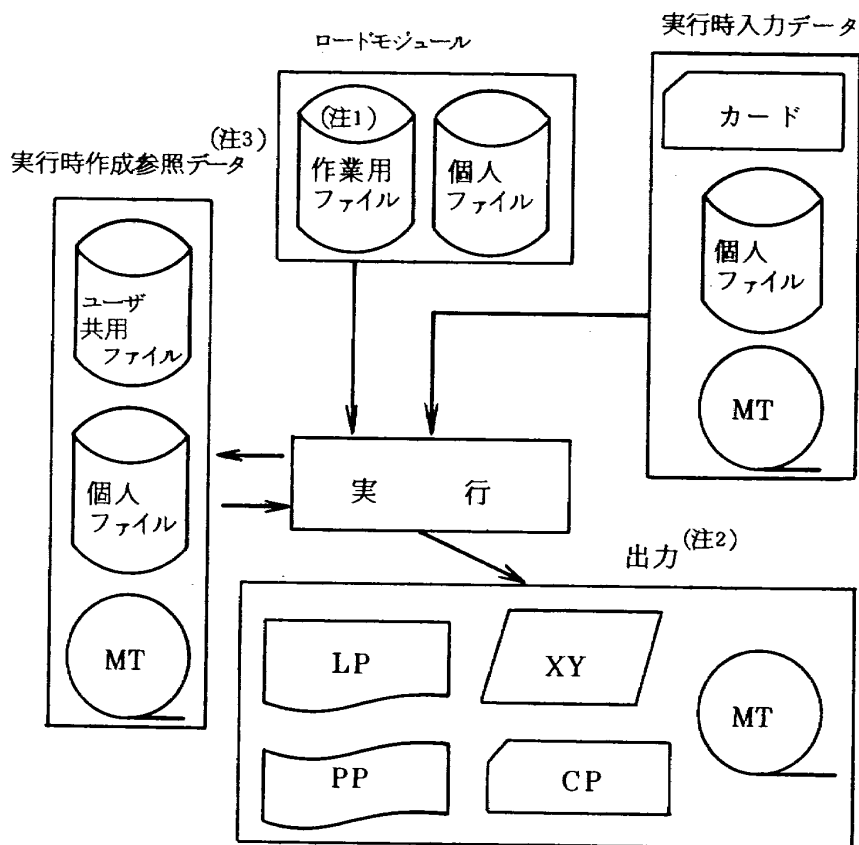 ロードモジュール
(注1)
作業用
ファイル
個人
ファイル
実行時入力データ
カード
個人
ファイル
MT
実行時作成参照データ(注3)
ユーザ
共用
ファイル
個人
ファイル
MT
実 行
出力(注2)
LP
XY
MT
PP
CP